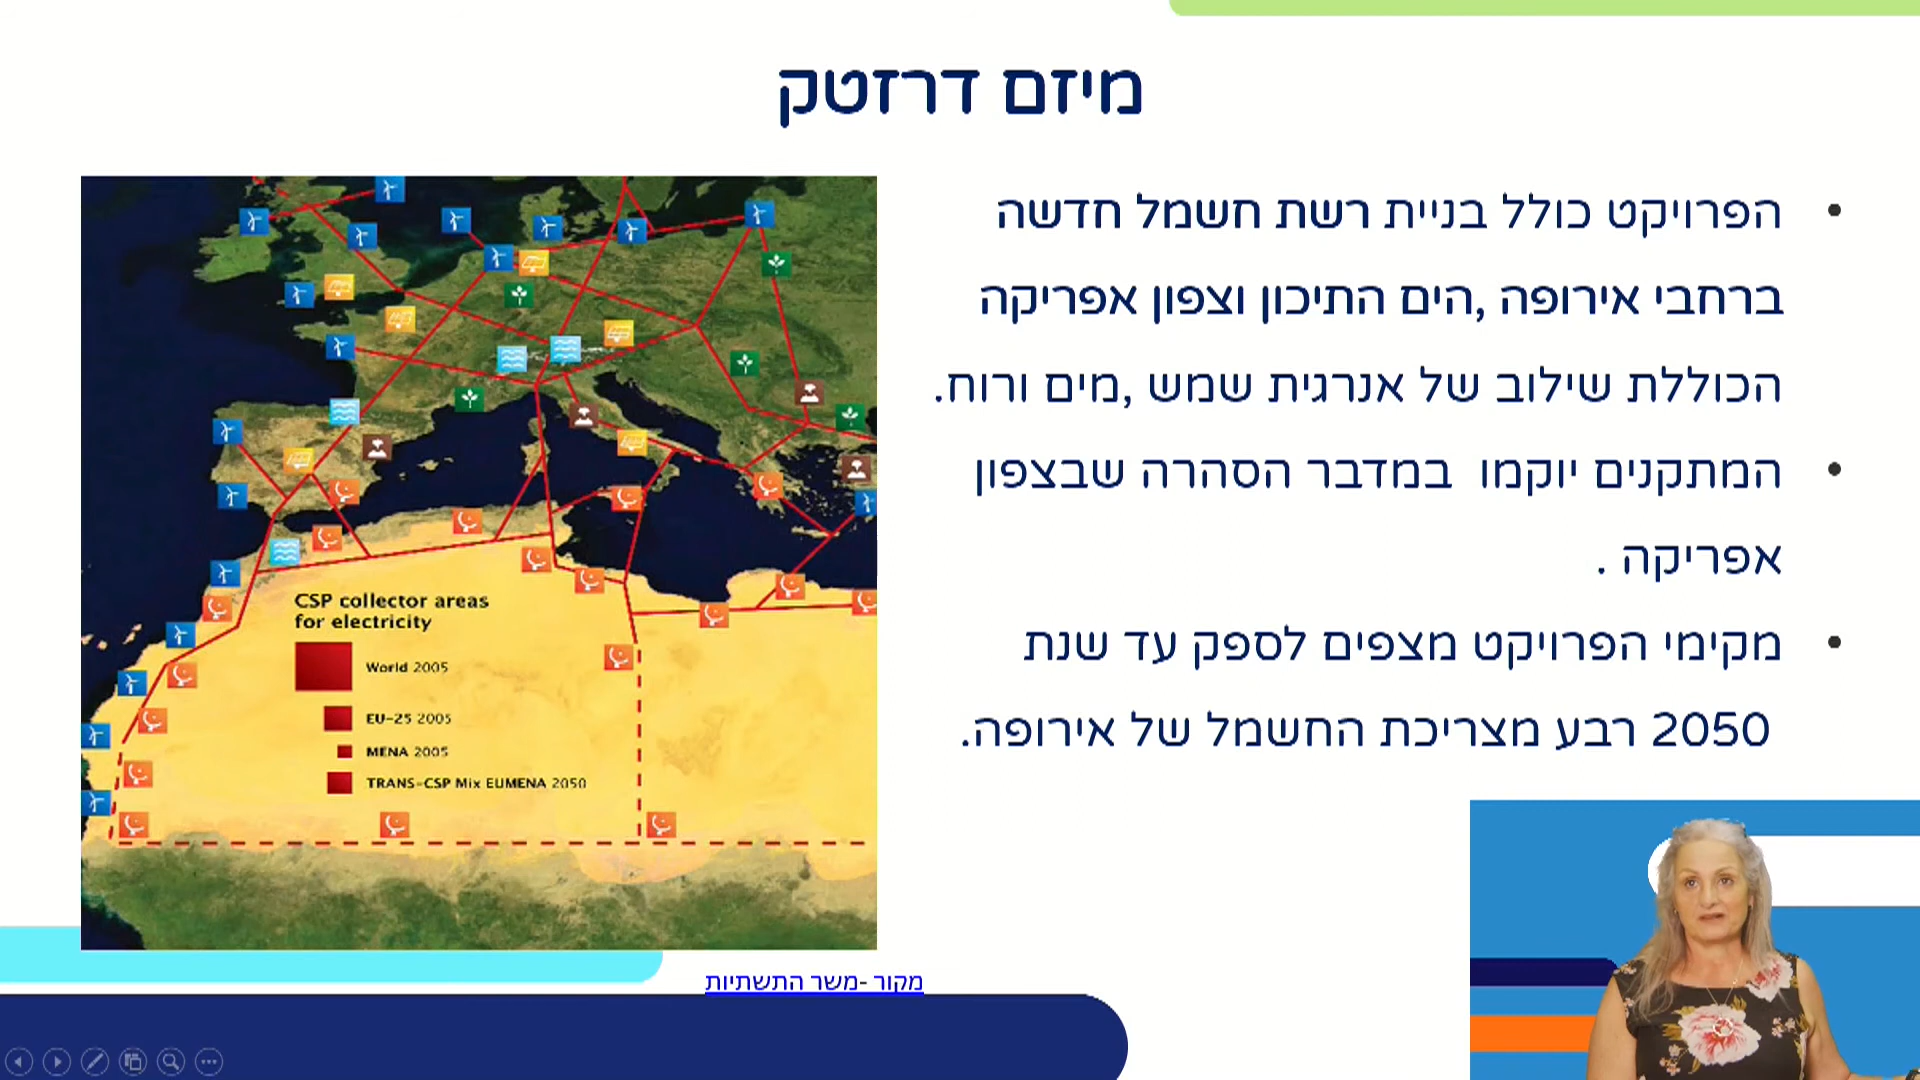 מיזם דרזטק
הפרויקט כולל בניית רשת חשמל חדשה
ברחבי אירופה ,הים התיכון וצפון אפריקה
הכוללת שילוב של אנרגית שמש ,מים ורוח.
המתקנים יוקמו  במדבר הסהרה שבצפון
אפריקה .
מקימי הפרויקט מצפים לספק עד שנת
2050 רבע מצריכת החשמל של אירופה.
CSP collector areas
for electricity
World 2005
EU-25 2005
MENA 2005
TRANS-CSP Mix EUMENA 2050
מקור -משר התשתיות